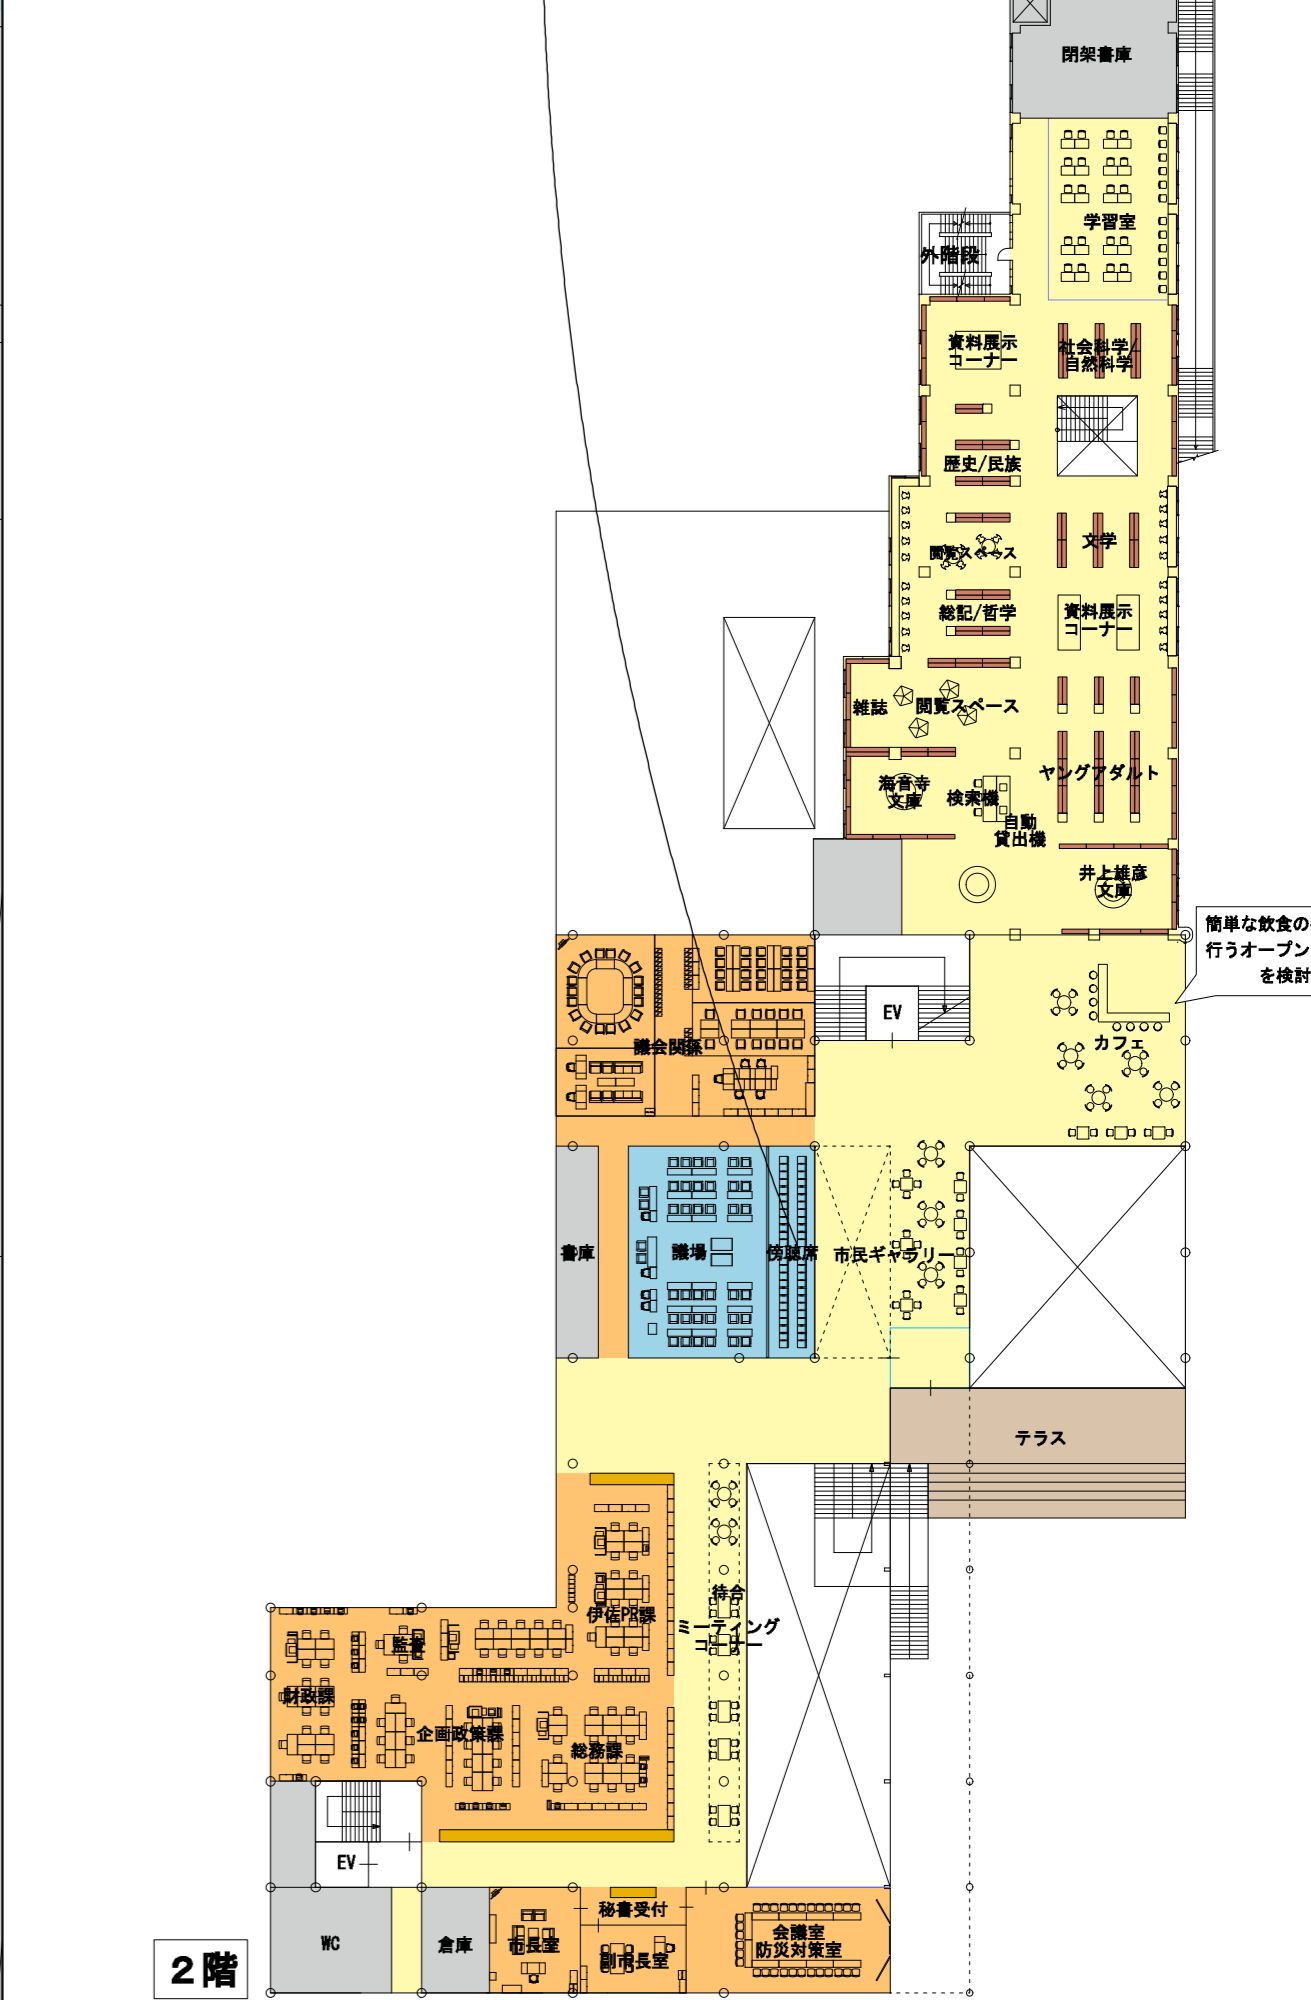 閉架書庫
学習室
外階段
資料展示
コーナー
社会科学/
自然科学
歴史/民族
閲覧スペース
文学
総記/哲学
資料展示
コーナー
雑誌
閲覧スペース
海音寺
文庫
検索機
ヤングアダルト
自動
貸出機
井上雄彦
文庫
簡単な飲食の
行うオープン
を検討
EV
カフェ
議会関係
書庫
議場
傍聴席
市民ギャラリー
テラス
待合
ミーティング
コーナー
伊佐PR課
監査
財政課
企画政策課
総務課
EV
秘書受付
WC
倉庫
市長室
副市長室
会議室
防災対策室
2階